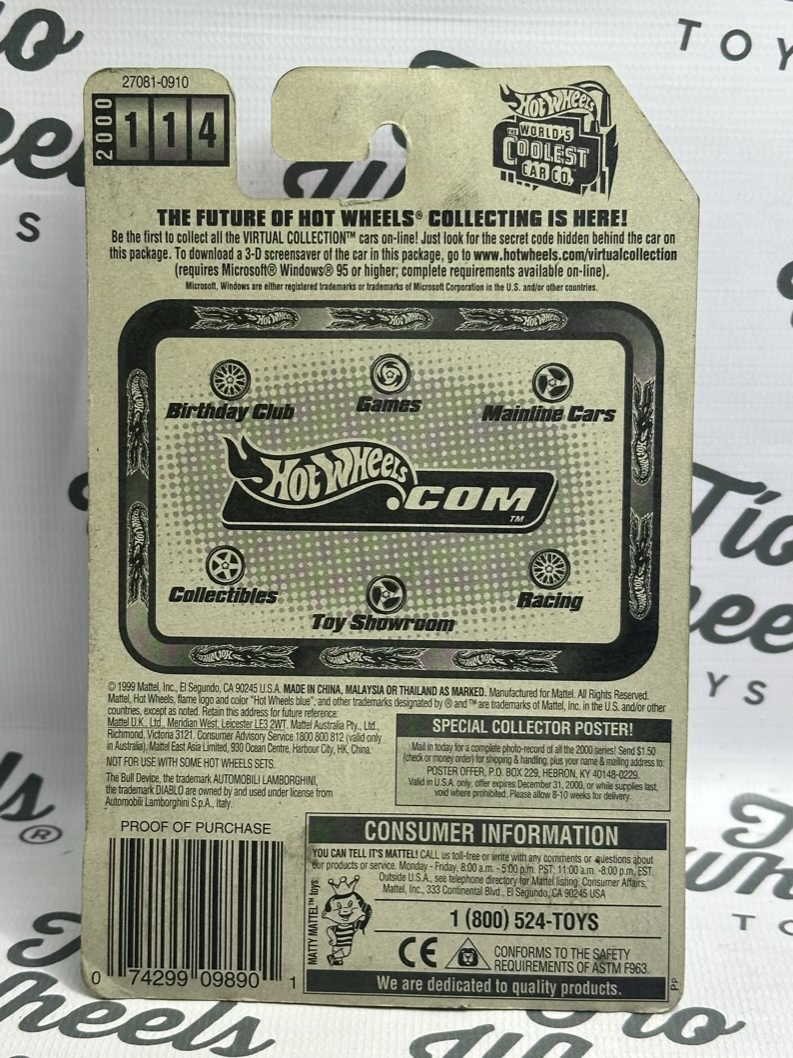 27081-0910
2000
114
HOT WHEELS
THE
WORLD'S
COOLEST
CAR CO.
THE FUTURE OF HOT WHEELS® COLLECTING IS HERE!
Be the first to collect all the VIRTUAL COLLECTION™ cars on-line! Just look for the secret code hidden behind the car on
this package. To download a 3-D screensaver of the car in this package, go to www.hotwheels.com/virtualcollection
(requires Microsoft® Windows® 95 or higher; complete requirements available on-line).
Microsoft, Windows are either registered trademarks or trademarks of Microsoft Corporation in the U.S. and/or other countries.
Birthday Club
Games
Mainline Cars
HOT WHEELS
.COM™
Collectibles
Toy Showroom
Racing
© 1999 Mattel, Inc., El Segundo, CA 90245 U.S.A. MADE IN CHINA, MALAYSIA OR THAILAND AS MARKED. Manufactured for Mattel. All Rights Reserved.
Mattel, Hot Wheels, flame logo and color "Hot Wheels blue", and other trademarks designated by ® and ™ are trademarks of Mattel, Inc. in the U.S. and/or other
countries, except as noted. Retain this address for future reference:
Mattel U.K., Ltd., Meridian West, Leicester LE3 2WT. Mattel Australia Pty., Ltd.,
Richmond, Victoria 3121. Consumer Advisory Service 1800 800 812 (valid only
in Australia). Mattel East Asia Limited, 930 Ocean Centre, Harbour City, HK, China.
NOT FOR USE WITH SOME HOT WHEELS SETS.
The Bull Device, the trademark AUTOMOBILI LAMBORGHINI,
the trademark DIABLO are owned by and used under license from
Automobili Lamborghini S.p.A., Italy.
SPECIAL COLLECTOR POSTER!
Mail in today for a complete photo-record of all the 2000 series! Send $1.50
(check or money order) for shipping & handling, plus your name & mailing address to:
POSTER OFFER, P.O. BOX 229, HEBRON, KY 40148-0229.
Valid in U.S.A. only, offer expires December 31, 2000, or while supplies last,
void where prohibited. Please allow 8-10 weeks for delivery.
PROOF OF PURCHASE
0 74299 09890 1
CONSUMER INFORMATION
YOU CAN TELL IT'S MATTEL! CALL us toll-free or write with any comments or questions about
our products or service. Monday - Friday, 8:00 a.m. - 5:00 p.m. PST; 11:00 a.m. -8:00 p.m, EST.
Outside U.S.A., see telephone directory for Mattel listing. Consumer Affairs,
Mattel, Inc., 333 Continental Blvd., El Segundo, CA 90245 USA
MATTY MATTEL™ toys
1 (800) 524-TOYS
CE
CONFORMS TO THE SAFETY
REQUIREMENTS OF ASTM F963.
We are dedicated to quality products.
PP